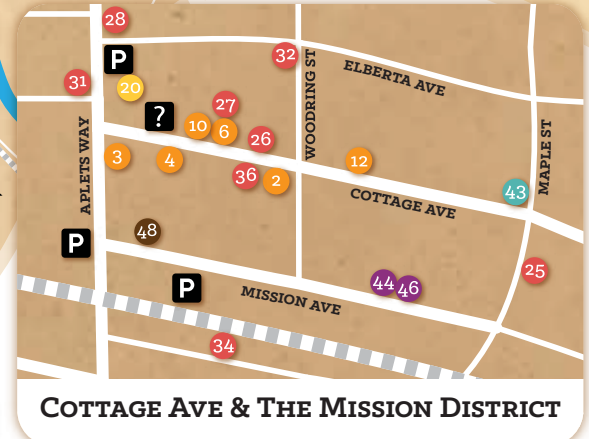 28
P
32
ELBERTA AVE
31
20
WOODRING ST
27
?
10
6
26
MAPLE ST
APLETS WAY
3
4
12
36
2
43
COTTAGE AVE
48
P
25
P
44
46
MISSION AVE
34
COTTAGE AVE & THE MISSION DISTRICT